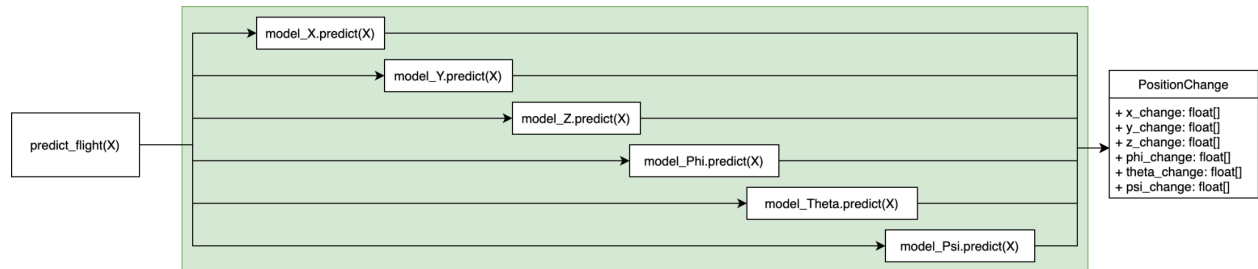 predict_flight(X)
model_X.predict(X)
model_Y.predict(X)
model_Z.predict(X)
model_Phi.predict(X)
model_Theta.predict(X)
model_Psi.predict(X)
PositionChange
+ x_change: float[]
+ y_change: float[]
+ z_change: float[]
+ phi_change: float[]
+ theta_change: float[]
+ psi_change: float[]